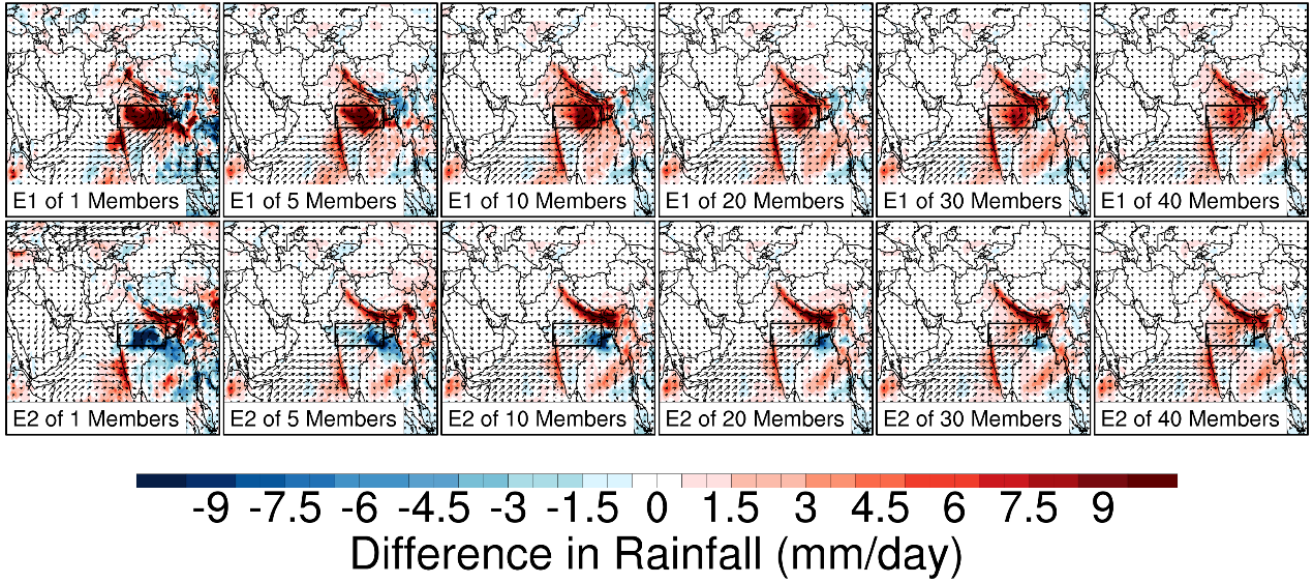 E1 of 1 Members
E1 of 5 Members
E1 of 10 Members
E1 of 20 Members
E1 of 30 Members
E1 of 40 Members
E2 of 1 Members
E2 of 5 Members
E2 of 10 Members
E2 of 20 Members
E2 of 30 Members
E2 of 40 Members
-9 -7.5 -6 -4.5 -3 -1.5 0 1.5 3 4.5 6 7.5 9
Difference in Rainfall (mm/day)